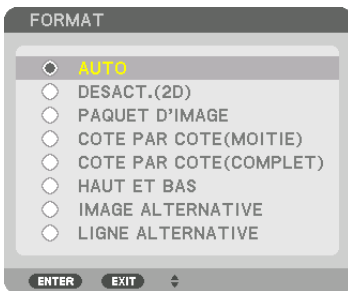 FORMAT
AUTO
DESACT.(2D)
PAQUET D'IMAGE
COTE PAR COTE(MOITIE)
COTE PAR COTE(COMPLET)
HAUT ET BAS
IMAGE ALTERNATIVE
LIGNE ALTERNATIVE
ENTER EXIT